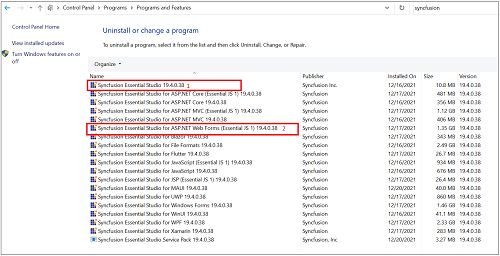 Control Panel > Programs > Programs and Features
syncfusion
Control Panel Home
View installed updates
Turn Windows features on or off
Uninstall or change a program
To uninstall a program, select it from the list and then click Uninstall, Change, or Repair.
Organize
Name Publisher Installed On Size Version
Syncfusion Essential Studio 19.4.0.38 1 Syncfusion Inc. 12/16/2021 10.8 MB 19.4.0.38
Syncfusion Essential Studio for ASP.NET Core (Essential JS 1) 19.4.0.38 Syncfusion 12/17/2021 481 MB 19.4.0.38
Syncfusion Essential Studio for ASP.NET Core 19.4.0.38 Syncfusion 12/17/2021 356 MB 19.4.0.38
Syncfusion Essential Studio for ASP.NET MVC (Essential JS 1) 19.4.0.38 Syncfusion 12/17/2021 1.12 GB 19.4.0.38
Syncfusion Essential Studio for ASP.NET MVC 19.4.0.38 Syncfusion 12/17/2021 406 MB 19.4.0.38
Syncfusion Essential Studio for ASP.NET Web Forms (Essential JS 1) 19.4.0.38 2 Syncfusion 12/17/2021 1.35 GB 19.4.0.38
Syncfusion Essential Studio for Blazor 19.4.0.38 Syncfusion 12/17/2021 343 MB 19.4.0.38
Syncfusion Essential Studio for File Formats 19.4.0.38 Syncfusion 12/17/2021 2.49 GB 19.4.0.38
Syncfusion Essential Studio for Flutter 19.4.0.38 Syncfusion 12/17/2021 26.7 MB 19.4.0.38
Syncfusion Essential Studio for JavaScript (Essential JS 1) 19.4.0.38 Syncfusion 12/16/2021 934 MB 19.4.0.38
Syncfusion Essential Studio for JavaScript 19.4.0.38 Syncfusion 12/17/2021 676 MB 19.4.0.38
Syncfusion Essential Studio for JSP (Essential JS 1) 19.4.0.38 Syncfusion 12/17/2021 26.4 MB 19.4.0.38
Syncfusion Essential Studio for MAUI 19.4.0.38 Syncfusion 12/20/2021 40.0 MB 19.4.0.38
Syncfusion Essential Studio for UWP 19.4.0.38 Syncfusion 12/17/2021 860 MB 19.4.0.38
Syncfusion Essential Studio for Windows Forms 19.4.0.38 Syncfusion 12/16/2021 1.46 GB 19.4.0.38
Syncfusion Essential Studio for WinUI 19.4.0.38 Syncfusion 12/16/2021 41.1 MB 19.4.0.38
Syncfusion Essential Studio for WPF 19.4.0.38 Syncfusion 12/17/2021 2.33 GB 19.4.0.38
Syncfusion Essential Studio for Xamarin 19.4.0.38 Syncfusion 12/17/2021 283 MB 19.4.0.38
Syncfusion Essential Studio Service Pack 19.4.0.38 Syncfusion, Inc 12/20/2021 3.27 MB 19.4.0.38